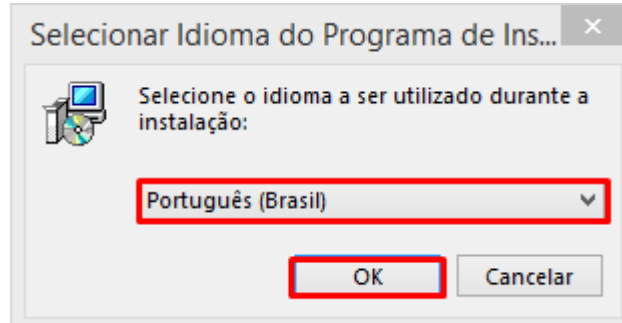 Selecionar Idioma do Programa de Ins...
Selecione o idioma a ser utilizado durante a
instalação:
Português (Brasil)
OK
Cancelar